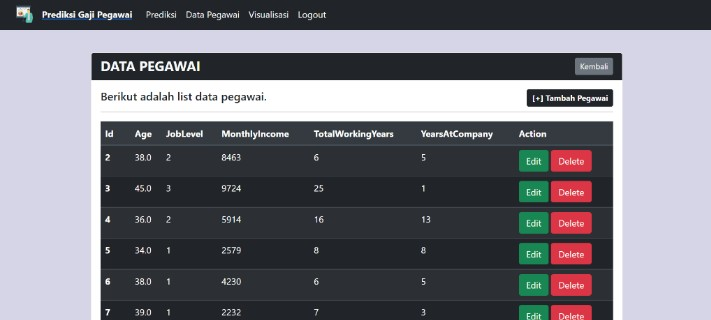 Prediksi Gaji Pegawai Prediksi Data Pegawai Visualisasi Logout
DATA PEGAWAI Kembali
Berikut adalah list data pegawai. [+] Tambah Pegawai
Id Age JobLevel MonthlyIncome TotalWorkingYears YearsAtCompany Action
2 38.0 2 8463 6 5 Edit Delete
3 45.0 3 9724 25 1 Edit Delete
4 36.0 2 5914 16 13 Edit Delete
5 34.0 1 2579 8 8 Edit Delete
6 38.0 1 4230 6 5 Edit Delete
7 39.0 1 2232 7 3 Edit Delete